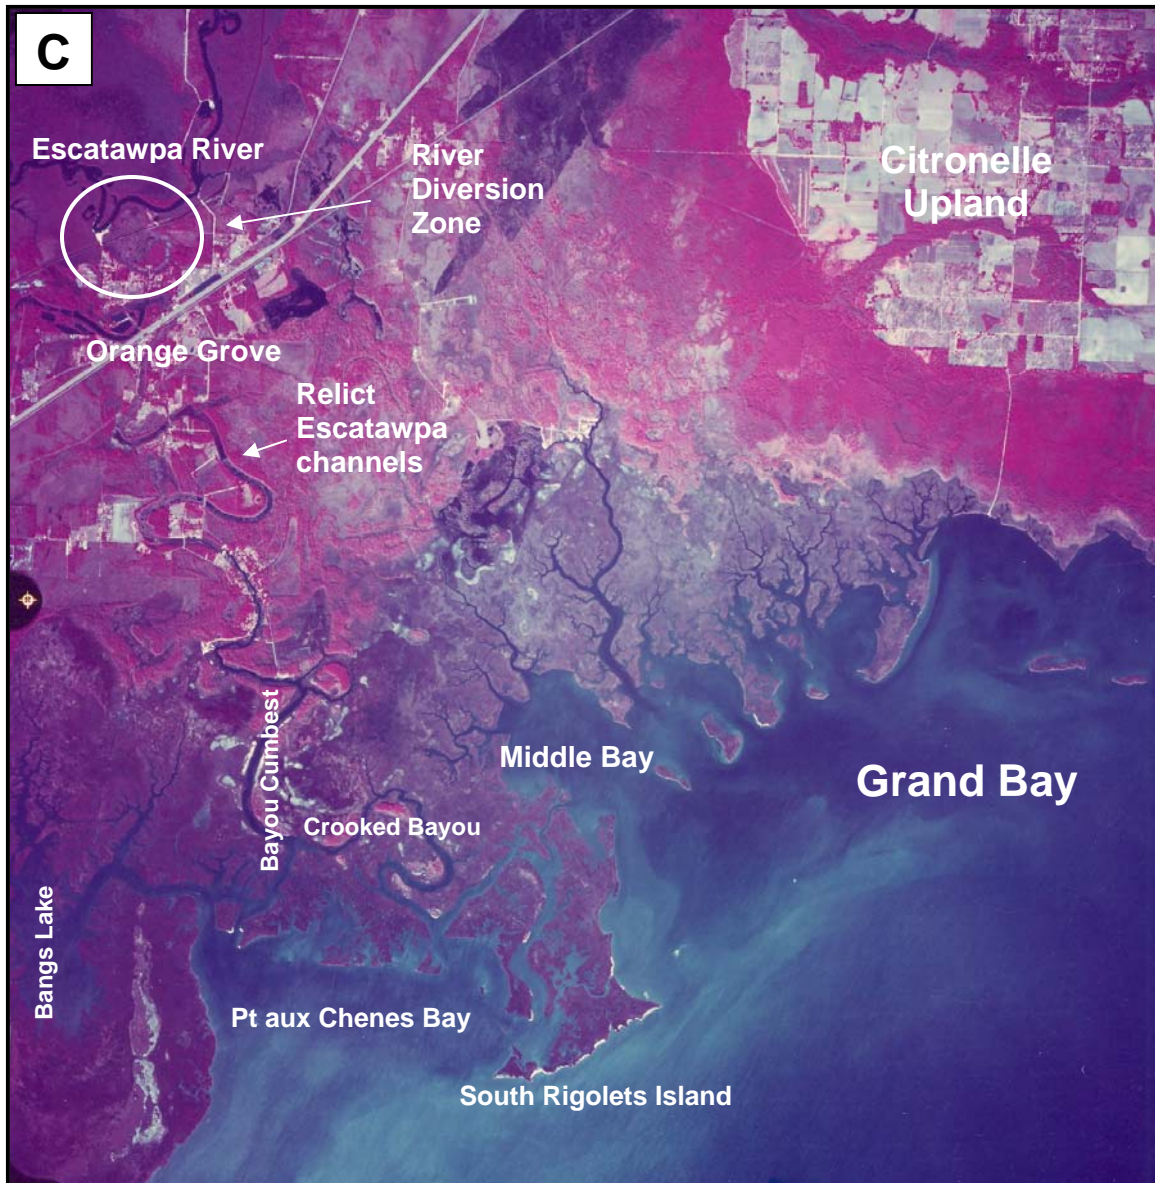 C
Escatawpa River
River
Diversion
Zone
Citronelle
Upland
Orange Grove
Relict
Escatawpa
channels
Bayou Cumbest
Middle Bay
Grand Bay
Crooked Bayou
Bangs Lake
Pt aux Chenes Bay
South Rigolets Island